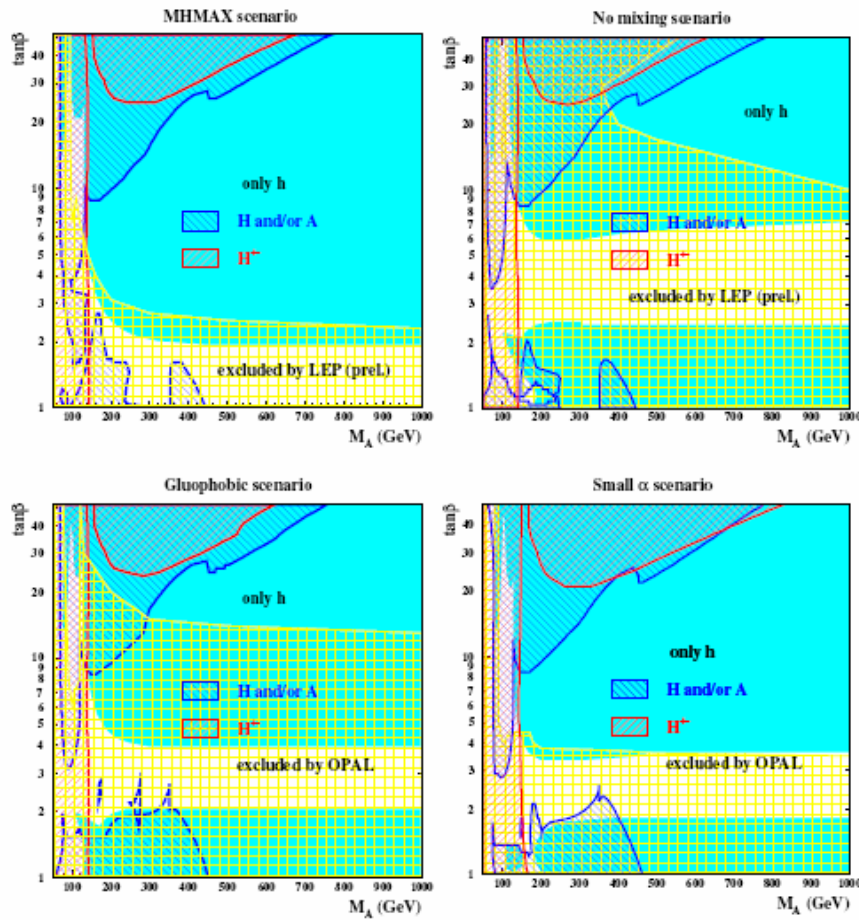 MHMAX scenario
tanβ
40
30
20
10
9
8
7
6
5
4
3
2
1
only h
H and/or A
H⁺
excluded by LEP (prel.)
100 200 300 400 500 600 700 800 900 1000
M_A (GeV)
No mixing scenario
tanβ
40
30
20
10
9
8
7
6
5
4
3
2
1
only h
H and/or A
H⁺
excluded by LEP (prel.)
100 200 300 400 500 600 700 800 900 1000
M_A (GeV)
Gluophobic scenario
tanβ
40
30
20
10
9
8
7
6
5
4
3
2
1
only h
H and/or A
H⁺
excluded by OPAL
100 200 300 400 500 600 700 800 900 1000
M_A (GeV)
Small α scenario
tanβ
40
30
20
10
9
8
7
6
5
4
3
2
1
only h
H and/or A
H⁺
excluded by OPAL
100 200 300 400 500 600 700 800 900 1000
M_A (GeV)